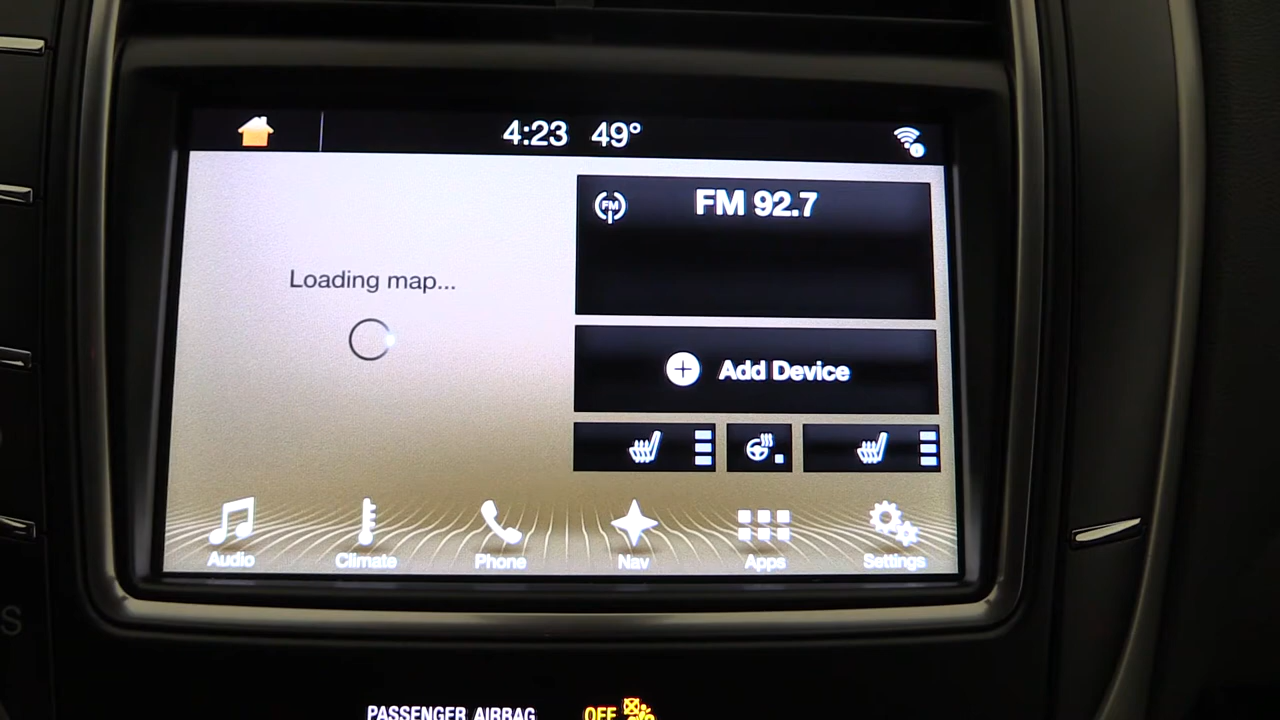 4:23 49°
FM FM 92.7
Loading map...
Add Device
Audio Climate Phone Nav Apps Settings
S
PASSENGER AIRBAG OFF